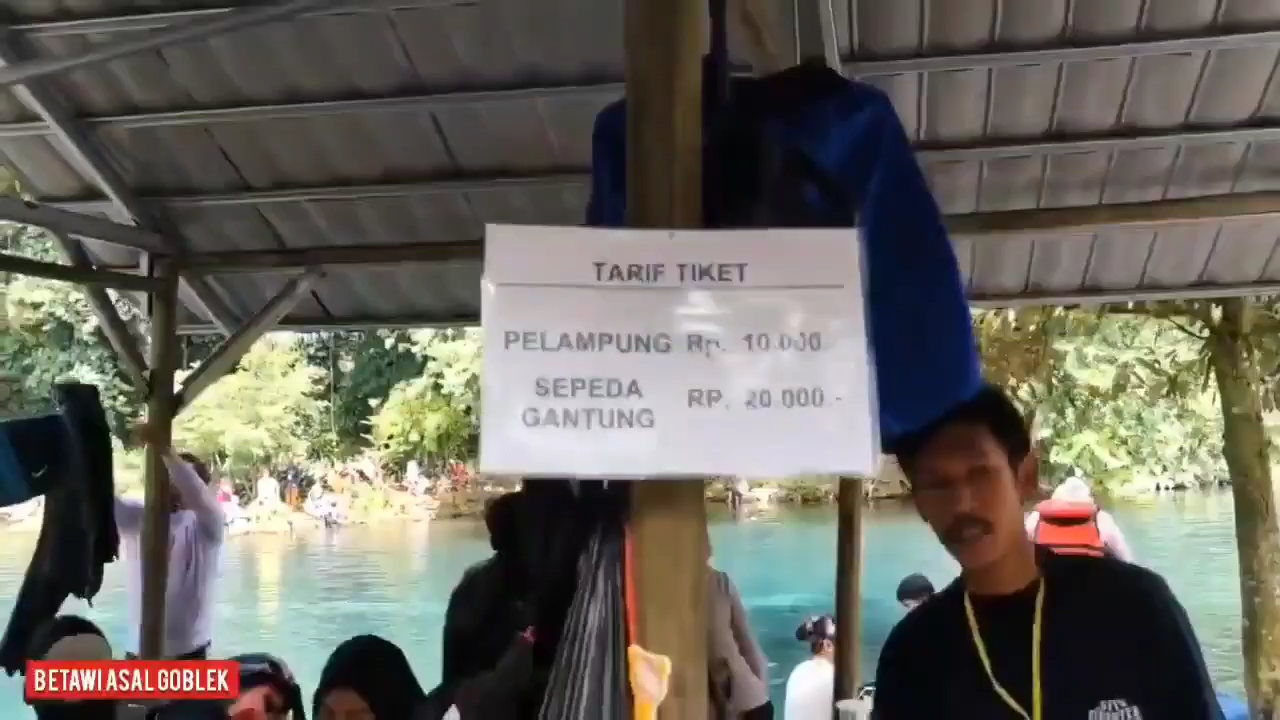 TARIF TIKET
PELAMPUNG Rp. 10.000
SEPEDA
GANTUNG RP. 20.000.-
BETAWI ASAL GOBLEK